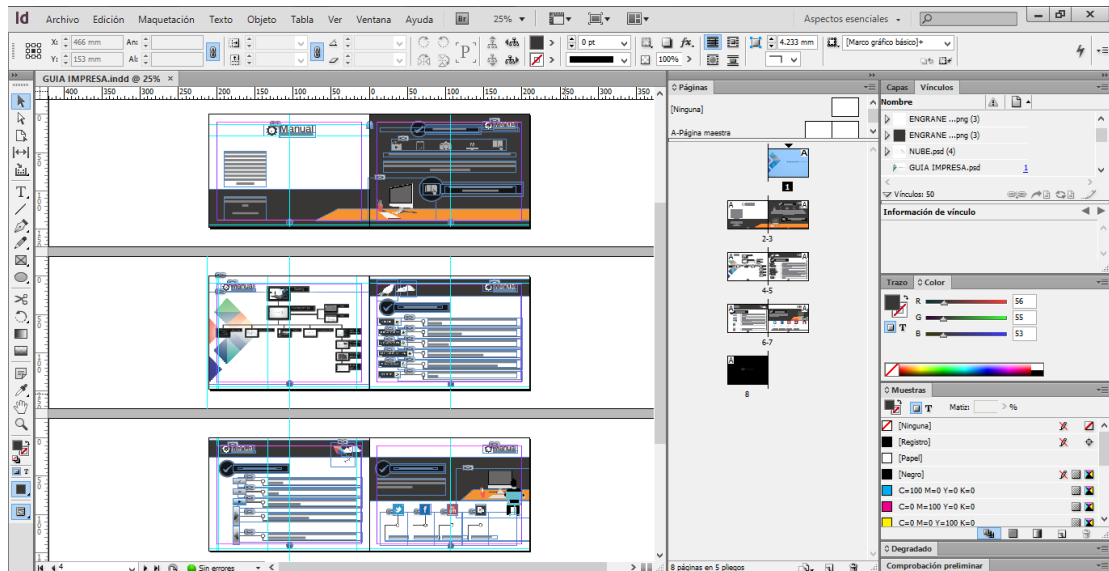 Id Archivo Edición Maquetación Texto Objeto Tabla Ver Ventana Ayuda Br 25% Aspectos esenciales
X: 466 mm An: 0 pt 4.233 mm [Marco gráfico básico]+
Y: 153 mm Al: 100%
GUIA IMPRESA.indd @ 25% ×
400 350 300 250 200 150 100 50 0 50 100 150 200 250 300 350
Manual
Manual
Manual
Manual
Manual
Manual
4 Sin errores
Páginas
[Ninguna]
A-Página maestra
1
2-3
4-5
6-7
8
8 páginas en 5 pliegos
Capas Vínculos
Nombre
ENGRANE ...png (3)
ENGRANE ...png (3)
NUBE.psd (4)
GUIA IMPRESA.psd 1
Vínculos: 50
Información de vínculo
Trazo Color
R 56
G 55
B 53
T
Muestras
T Matiz: %
[Ninguna]
[Registro]
[Papel]
[Negro]
C=100 M=0 Y=0 K=0
C=0 M=100 Y=0 K=0
C=0 M=0 Y=100 K=0
Degradado
Comprobación preliminar